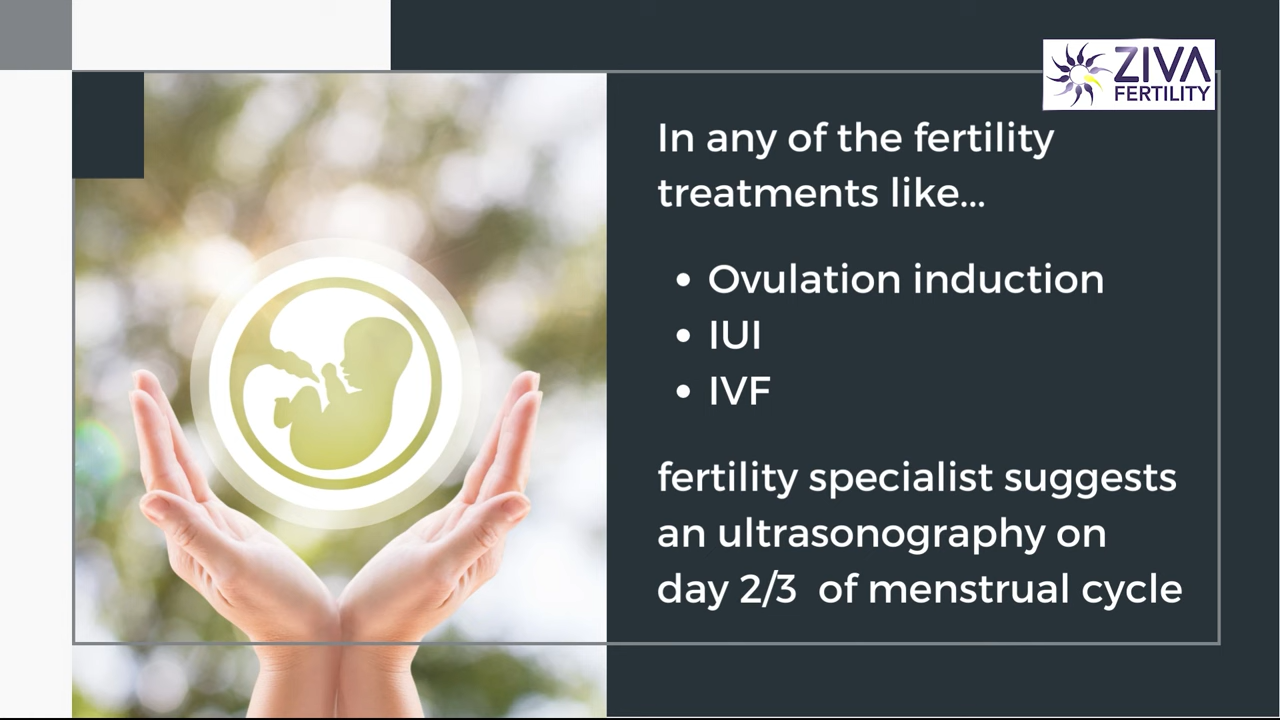 ZIVA
FERTILITY
In any of the fertility
treatments like...
• Ovulation induction
• IUI
• IVF
fertility specialist suggests
an ultrasonography on
day 2/3 of menstrual cycle